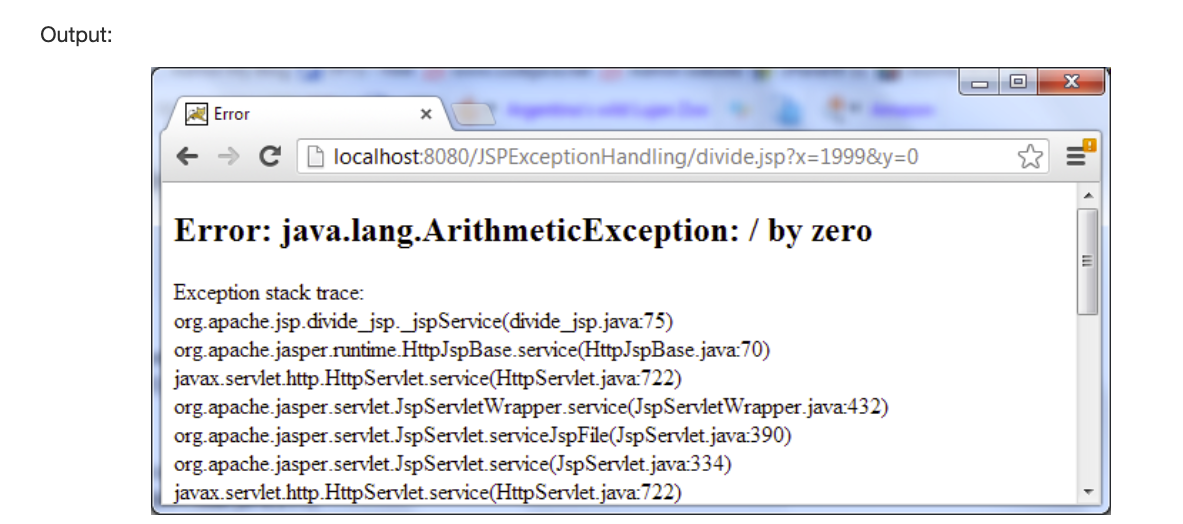 Output:
Error
localhost:8080/JSPExceptionHandling/divide.jsp?x=1999&y=0
Error: java.lang.ArithmeticException: / by zero
Exception stack trace:
org.apache.jsp.divide_jsp._jspService(divide_jsp.java:75)
org.apache.jasper.runtime.HttpJspBase.service(HttpJspBase.java:70)
javax.servlet.http.HttpServlet.service(HttpServlet.java:722)
org.apache.jasper.servlet.JspServletWrapper.service(JspServletWrapper.java:432)
org.apache.jasper.servlet.JspServlet.serviceJspFile(JspServlet.java:390)
org.apache.jasper.servlet.JspServlet.service(JspServlet.java:334)
javax.servlet.http.HttpServlet.service(HttpServlet.java:722)